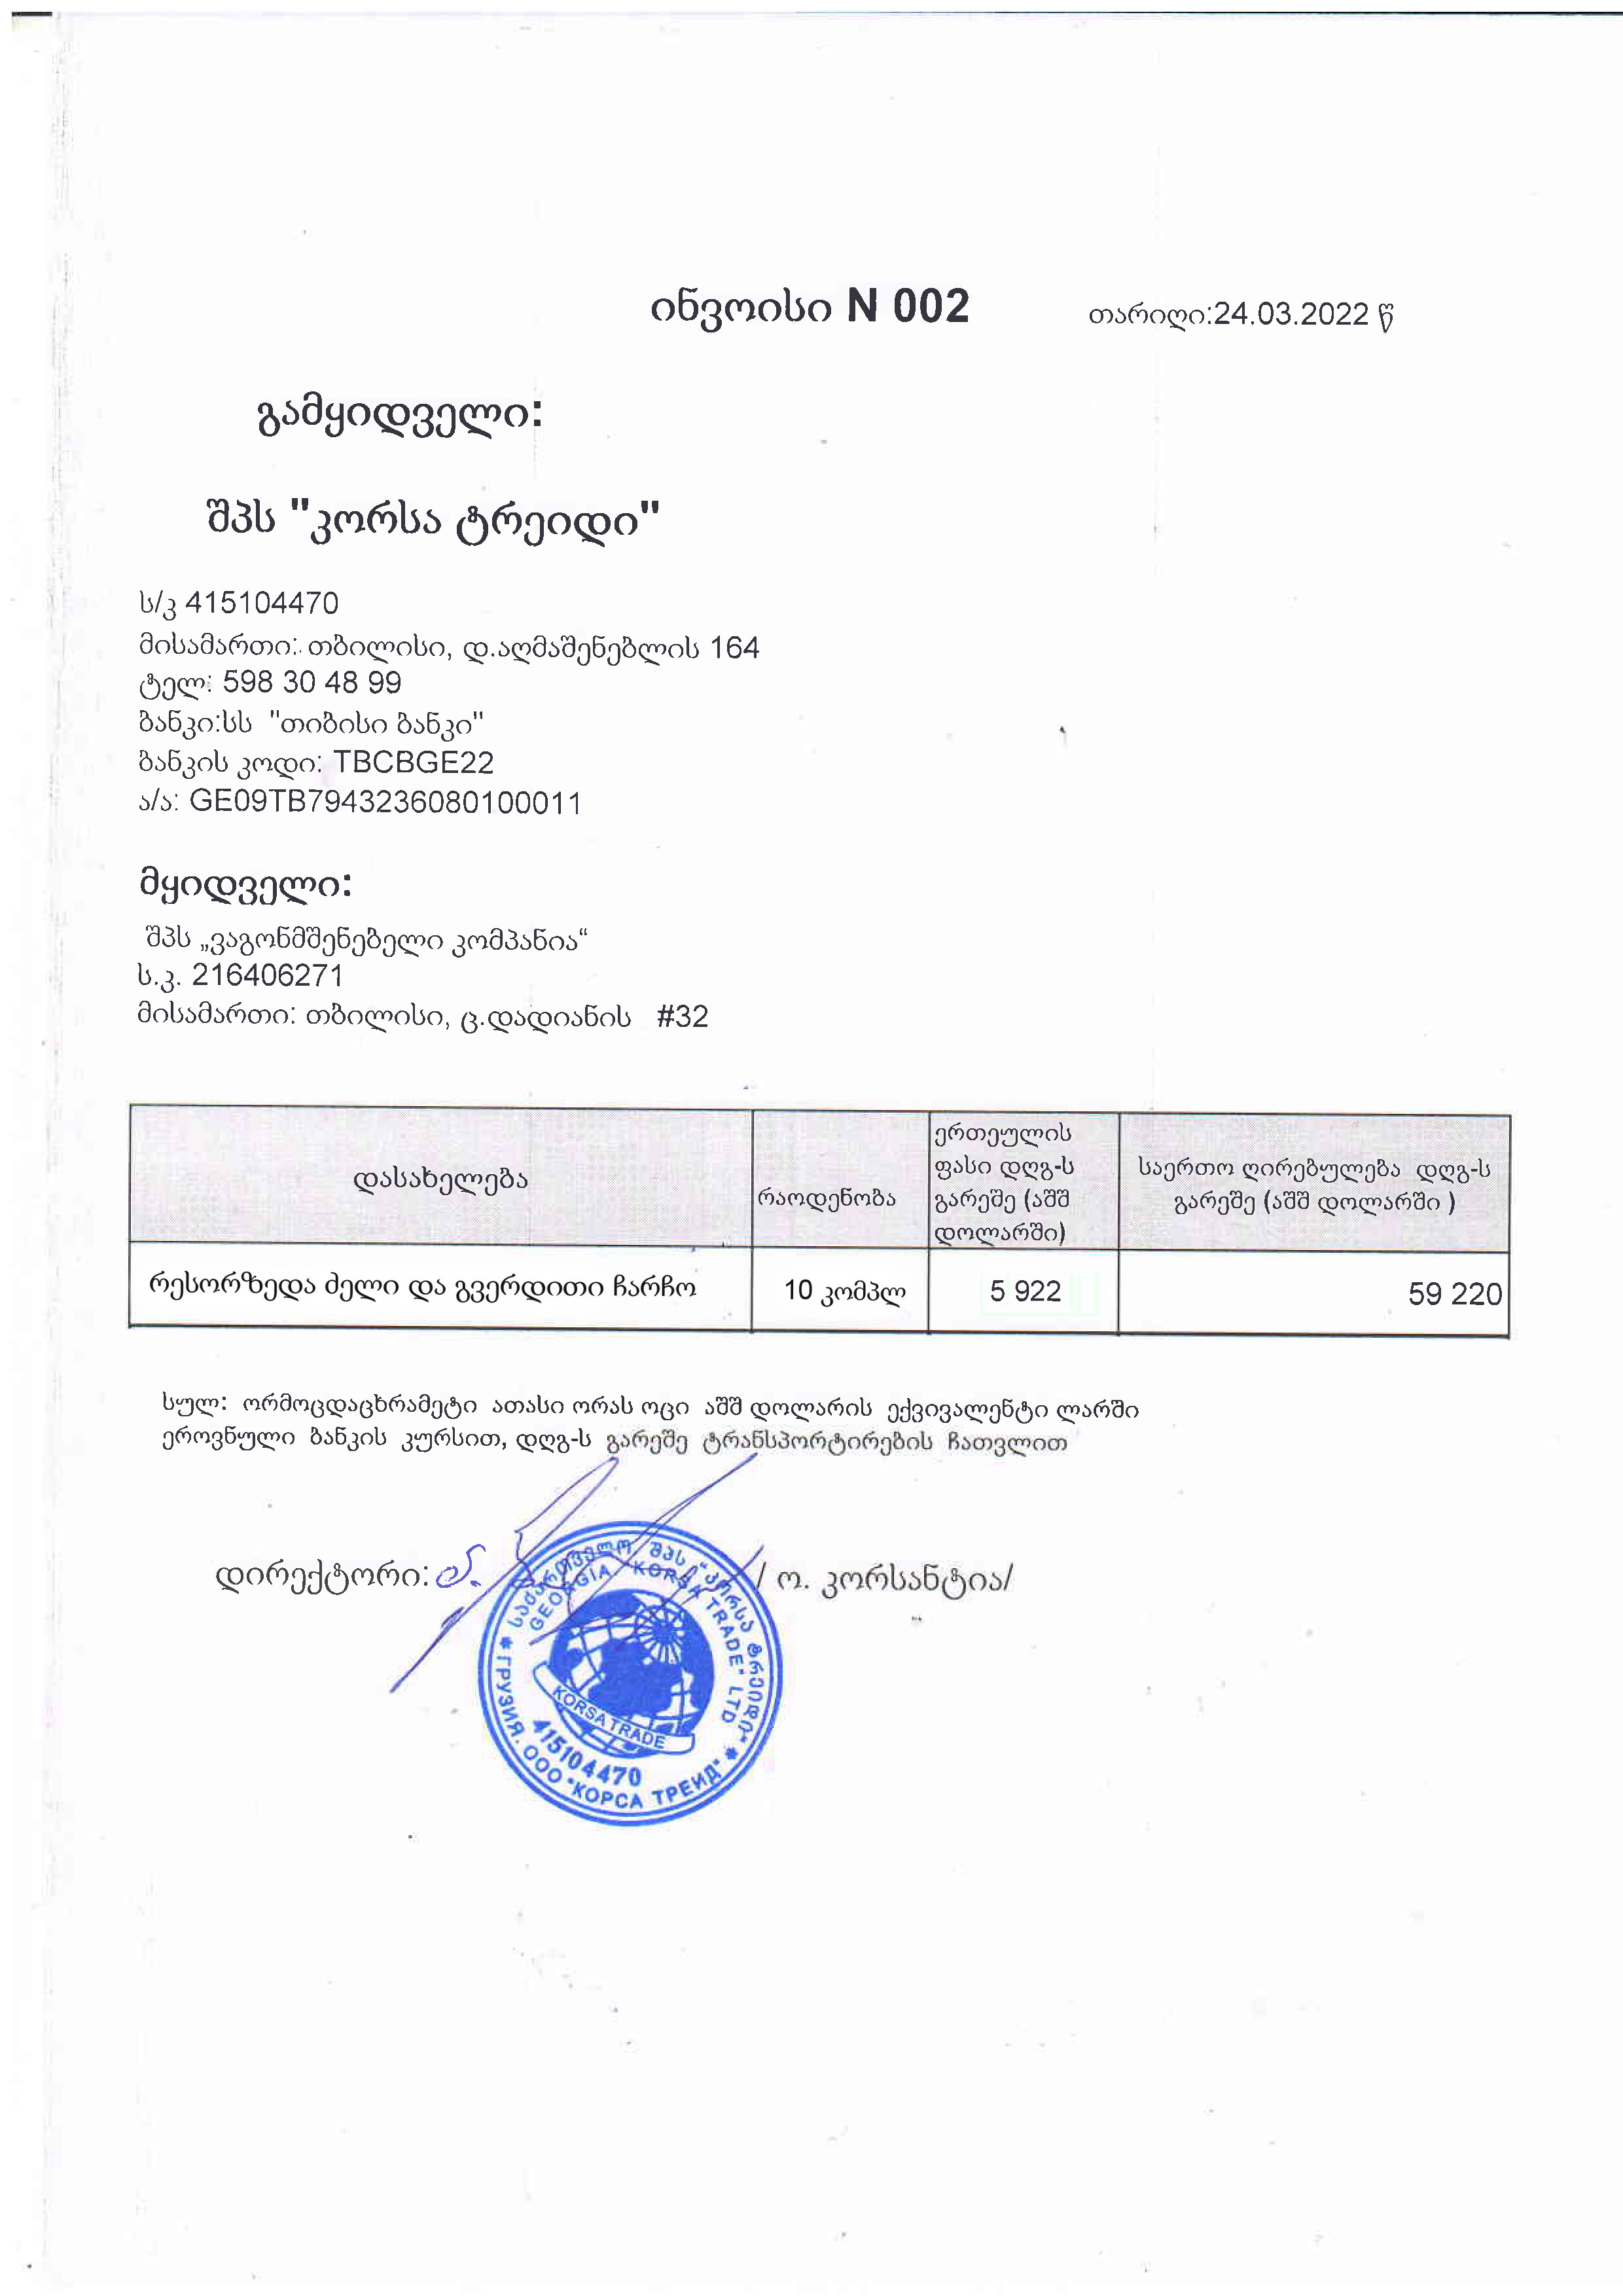 ინვოისი N 002
თარიღი:24.03.2022 წ
გამყიდველი:
შპს "კორსა ტრეიდი"
ს/კ 415104470
მისამართი: თბილისი, დ.აღმაშენებლის 164
ტელ: 598 30 48 99
ბანკი:სს "თიბისი ბანკი"
ბანკის კოდი: TBCBGE22
ა/ა: GE09TB7943236080100011
მყიდველი:
შპს „ვაგონმშენებელი კომპანია“
ს.კ. 216406271
მისამართი: თბილისი, ც.დადიანის #32
დასახელება
რაოდენობა
ერთეულის
ფასი დღგ-ს
გარეშე (აშშ
დოლარში)
საერთო ღირებულება დღგ-ს
გარეშე (აშშ დოლარში )
რესორზედა ძელი და გვერდითი ჩარჩო
10 კომპლ
5 922
59 220
სულ: ორმოცდაცხრამეტი ათასი ორას ოცი აშშ დოლარის ექვივალენტი ლარში
ეროვნული ბანკის კურსით, დღგ-ს გარეშე ტრანსპორტირების ჩათვლით
დირექტორი:
/ ო. კორსანტია/
საქართველო შპს "კორსა ტრეიდი"
GEORGIA "KORSA TRADE" LTD
KORSA TRADE
415104470
ГРУЗИЯ. ООО "КОРСА ТРЕИД"